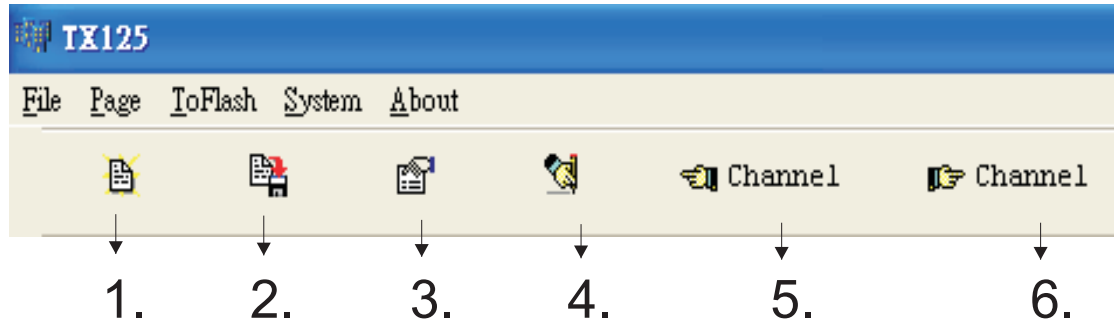 TX125
File Page ToFlash System About
Channel Channel
1. 2. 3. 4. 5. 6.